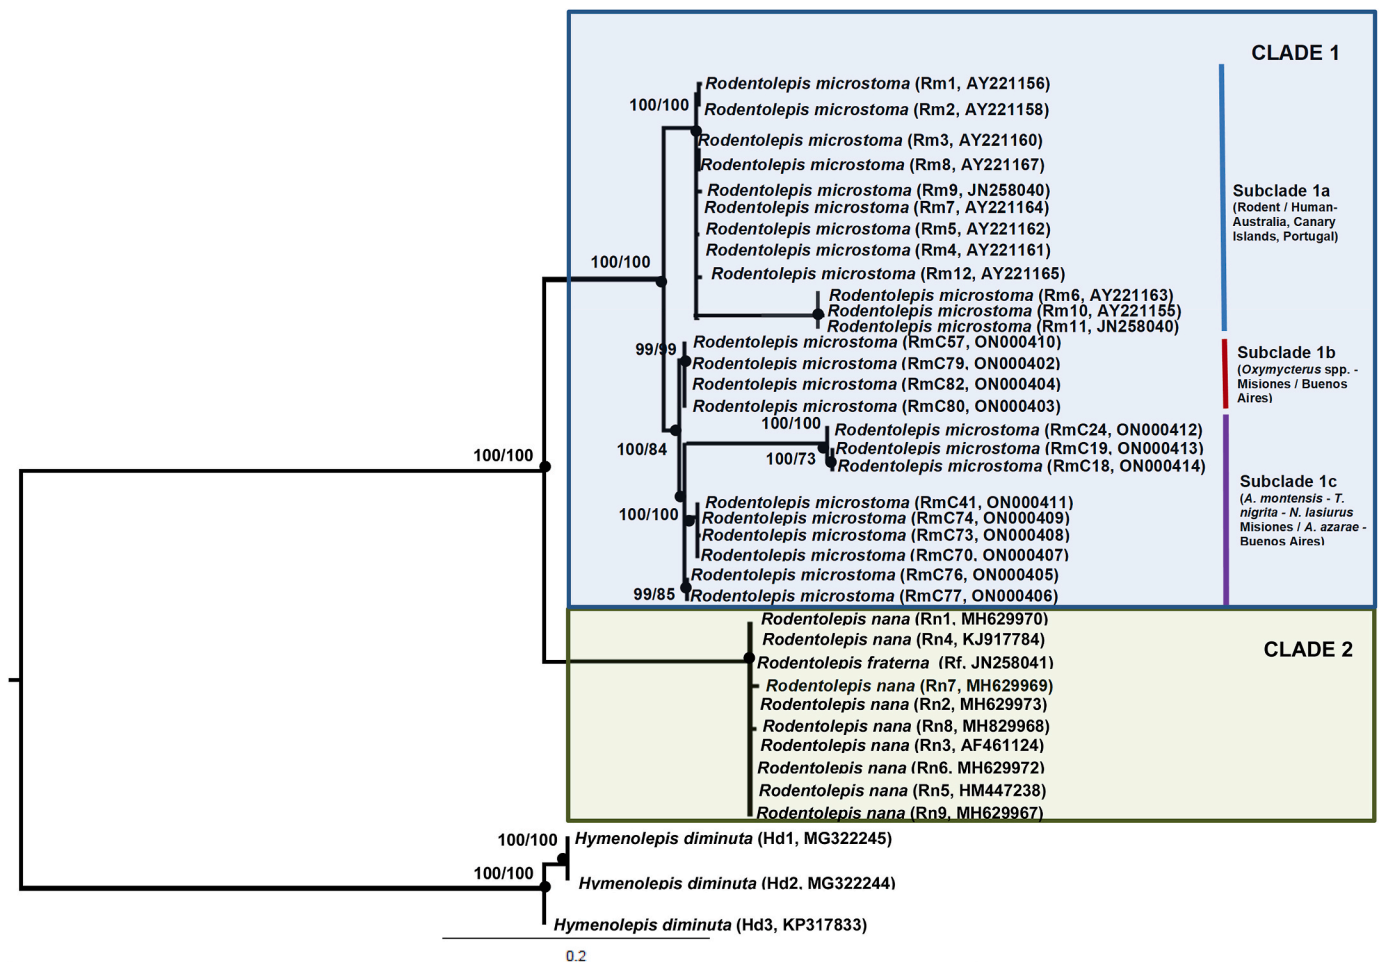 CLADE 1
Rodentolepis microstoma (Rm1, AY221156)
100/100
Rodentolepis microstoma (Rm2, AY221158)
Rodentolepis microstoma (Rm3, AY221160)
Rodentolepis microstoma (Rm8, AY221167)
Rodentolepis microstoma (Rm9, JN258040)
Rodentolepis microstoma (Rm7, AY221164)
Rodentolepis microstoma (Rm5, AY221162)
Rodentolepis microstoma (Rm4, AY221161)
Subclade 1a
(Rodent / Human-
Australia, Canary
Islands, Portugal)
100/100
Rodentolepis microstoma (Rm12, AY221165)
Rodentolepis microstoma (Rm6, AY221163)
Rodentolepis microstoma (Rm10, AY221155)
Rodentolepis microstoma (Rm11, JN258040)
Rodentolepis microstoma (RmC57, ON000410)
99/99
Rodentolepis microstoma (RmC79, ON000402)
Rodentolepis microstoma (RmC82, ON000404)
Rodentolepis microstoma (RmC80, ON000403)
Subclade 1b
(Oxymycterus spp. -
Misiones / Buenos
Aires)
100/100
Rodentolepis microstoma (RmC24, ON000412)
100/84
Rodentolepis microstoma (RmC19, ON000413)
100/73
Rodentolepis microstoma (RmC18, ON000414)
100/100
Rodentolepis microstoma (RmC41, ON000411)
100/100
Rodentolepis microstoma (RmC74, ON000409)
Rodentolepis microstoma (RmC73, ON000408)
Rodentolepis microstoma (RmC70, ON000407)
Subclade 1c
(A. montensis - T.
nigrita - N. lasiurus
Misiones / A. azarae -
Buenos Aires)
Rodentolepis microstoma (RmC76, ON000405)
99/85
Rodentolepis microstoma (RmC77, ON000406)
Rodentolepis nana (Rn1, MH629970)
Rodentolepis nana (Rn4, KJ917784)
CLADE 2
Rodentolepis fraterna (Rf, JN258041)
Rodentolepis nana (Rn7, MH629969)
Rodentolepis nana (Rn2, MH629973)
Rodentolepis nana (Rn8, MH829968)
Rodentolepis nana (Rn3, AF461124)
Rodentolepis nana (Rn6, MH629972)
Rodentolepis nana (Rn5, HM447238)
Rodentolepis nana (Rn9, MH629967)
100/100
Hymenolepis diminuta (Hd1, MG322245)
100/100
Hymenolepis diminuta (Hd2, MG322244)
Hymenolepis diminuta (Hd3, KP317833)
0.2